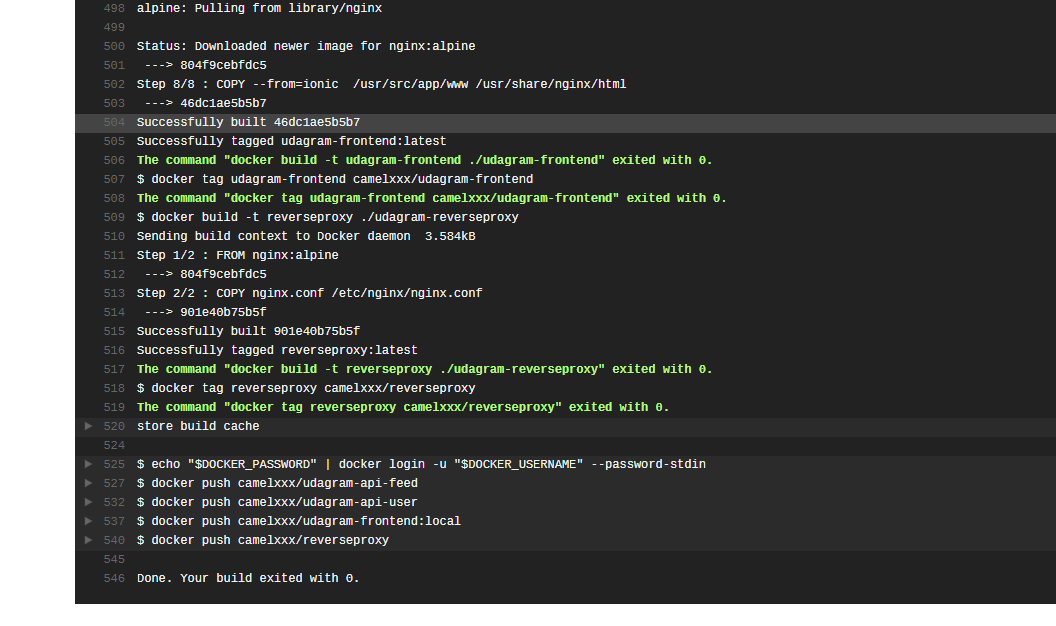 498 alpine: Pulling from library/nginx
499
500 Status: Downloaded newer image for nginx:alpine
501  ---> 804f9cebfdc5
502 Step 8/8 : COPY --from=ionic  /usr/src/app/www /usr/share/nginx/html
503  ---> 46dc1ae5b5b7
504 Successfully built 46dc1ae5b5b7
505 Successfully tagged udagram-frontend:latest
506 The command "docker build -t udagram-frontend ./udagram-frontend" exited with 0.
507 $ docker tag udagram-frontend camelxxx/udagram-frontend
508 The command "docker tag udagram-frontend camelxxx/udagram-frontend" exited with 0.
509 $ docker build -t reverseproxy ./udagram-reverseproxy
510 Sending build context to Docker daemon  3.584kB
511 Step 1/2 : FROM nginx:alpine
512  ---> 804f9cebfdc5
513 Step 2/2 : COPY nginx.conf /etc/nginx/nginx.conf
514  ---> 901e40b75b5f
515 Successfully built 901e40b75b5f
516 Successfully tagged reverseproxy:latest
517 The command "docker build -t reverseproxy ./udagram-reverseproxy" exited with 0.
518 $ docker tag reverseproxy camelxxx/reverseproxy
519 The command "docker tag reverseproxy camelxxx/reverseproxy" exited with 0.
520 store build cache
524
525 $ echo "$DOCKER_PASSWORD" | docker login -u "$DOCKER_USERNAME" --password-stdin
527 $ docker push camelxxx/udagram-api-feed
532 $ docker push camelxxx/udagram-api-user
537 $ docker push camelxxx/udagram-frontend:local
540 $ docker push camelxxx/reverseproxy
545
546 Done. Your build exited with 0.